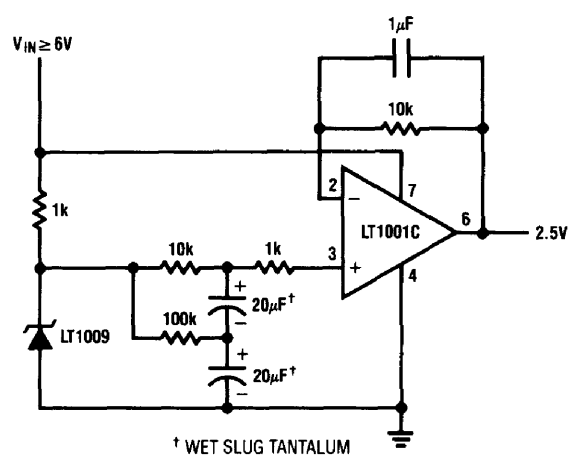 1μF
V_IN ≥ 6V
10k
2
7
1k
LT1001C
6
2.5V
10k
1k
3
4
+
20μF†
100k
LT1009
+
20μF†
† WET SLUG TANTALUM